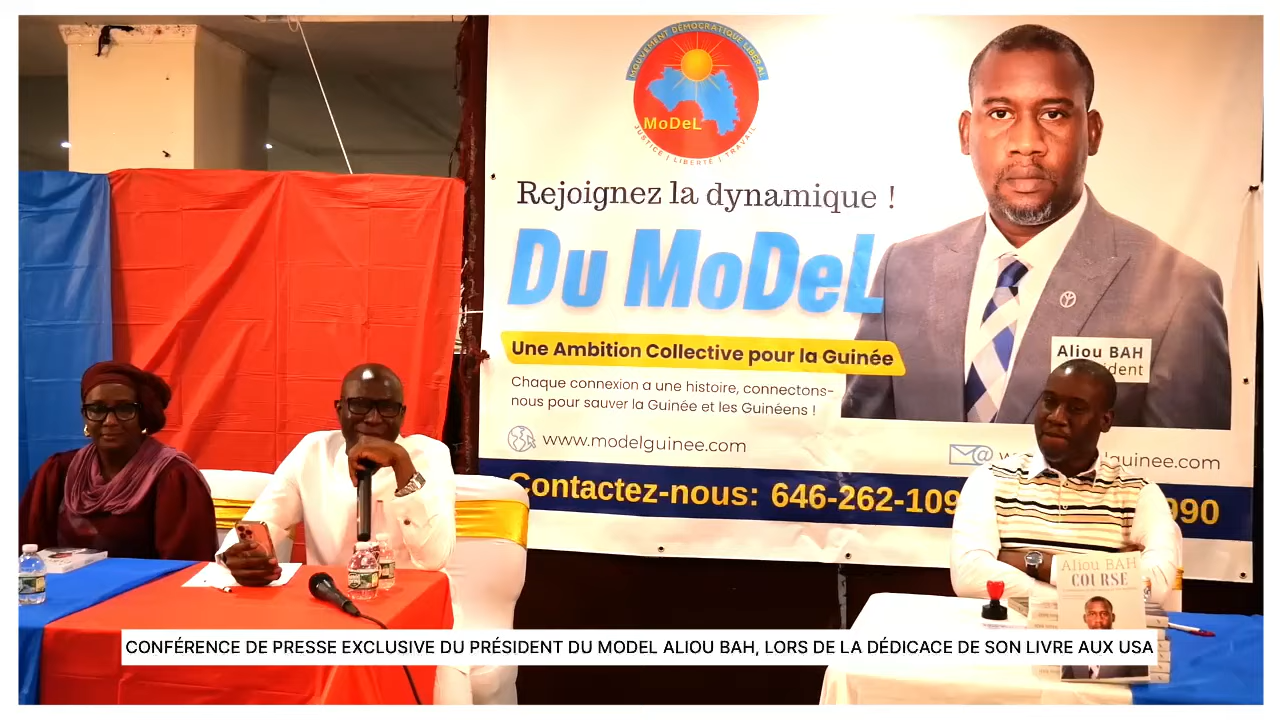 MOUVEMENT DÉMOCRATIQUE LIBÉRAL
MoDeL
JUSTICE | LIBERTÉ | TRAVAIL
Rejoignez la dynamique !
Du MoDeL
Une Ambition Collective pour la Guinée
Chaque connexion a une histoire, connectons-
nous pour sauver la Guinée et les Guinéens !
www.modelguinee.com
elguinee.com
Contactez-nous: 646-262-109 990
Aliou BAH
ident
Aliou BAH
COURSE
CONFÉRENCE DE PRESSE EXCLUSIVE DU PRÉSIDENT DU MODEL ALIOU BAH, LORS DE LA DÉDICACE DE SON LIVRE AUX USA